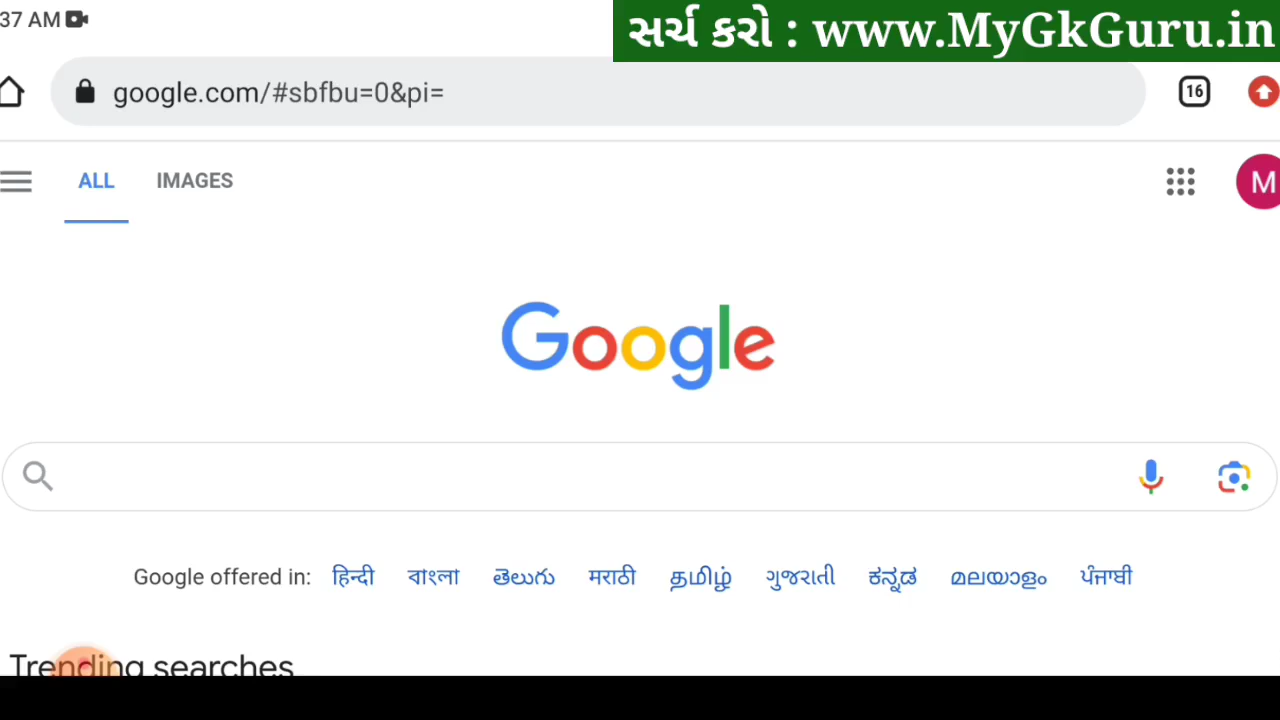 37 AM
સર્ચ કરો : www.MyGkGuru.in
google.com/#sbfbu=0&pi=
16
ALL IMAGES
M
Google
Google offered in: हिन्दी বাংলা తెలుగు मराठी தமிழ் ગુજરાતી ಕನ್ನಡ മലയാളം ਪੰਜਾਬੀ
Trending searches